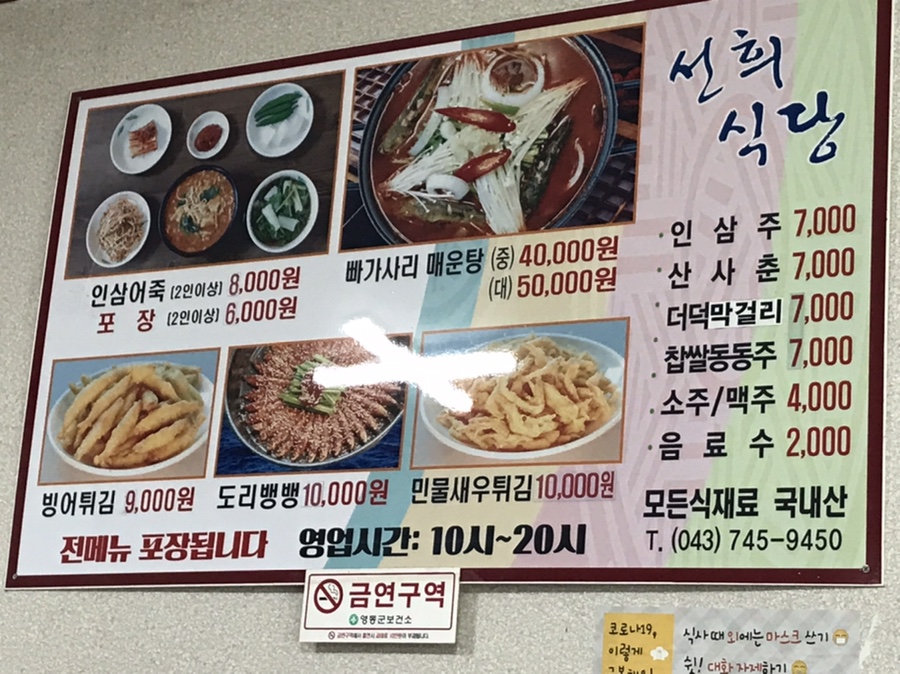 선희
식당
인삼어죽 (2인이상) 8,000원
포 장 (2인이상) 6,000원
빠가사리 매운탕 (중) 40,000원
(대) 50,000원
인 삼 주 7,000
산 사 춘 7,000
더덕막걸리 7,000
찹쌀동동주 7,000
소주/맥주 4,000
음 료 수 2,000
빙어튀김 9,000원
도리뱅뱅 10,000원
민물새우튀김 10,000원
모든식재료 국내산
T. (043) 745-9450
전메뉴 포장됩니다
영업시간: 10시~20시
금연구역
영동군보건소
코로나19,
이렇게
식사 때 외에는 마스크 쓰기
쉿! 대화 자제하기